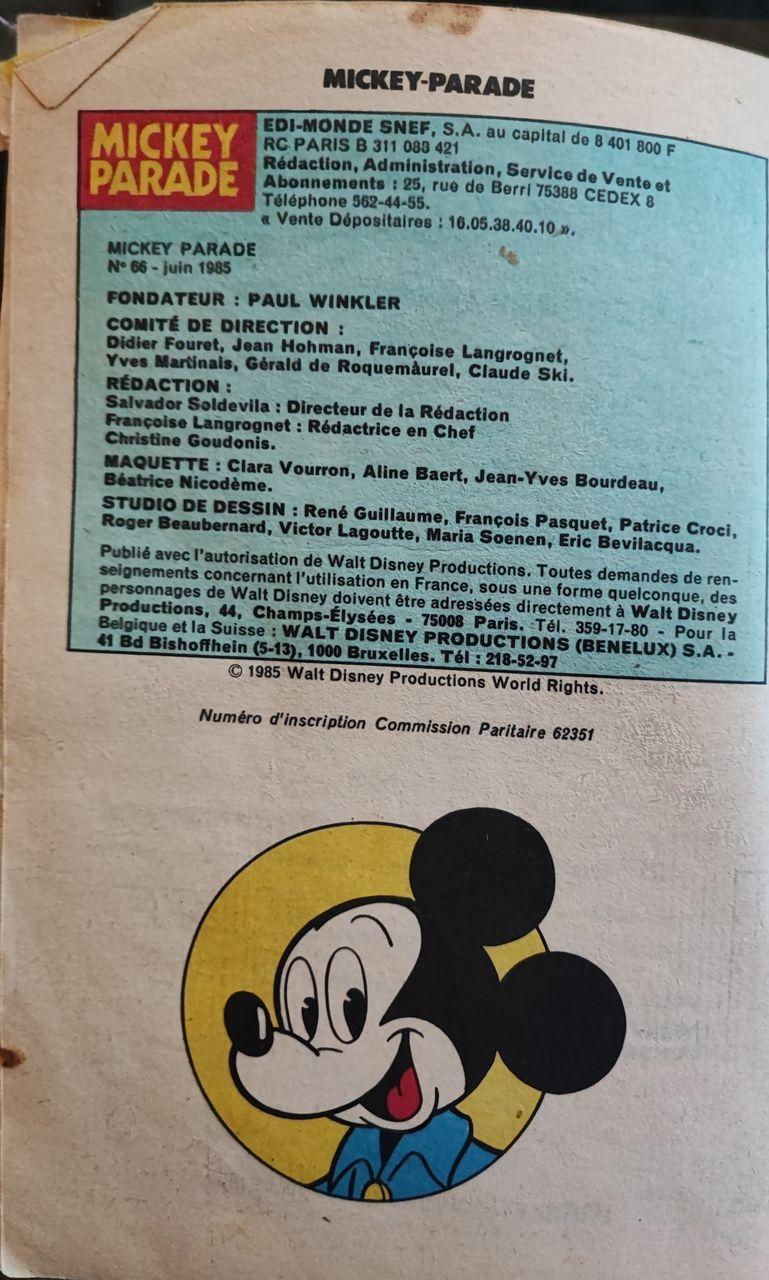 MICKEY-PARADE
MICKEY
PARADE
EDI-MONDE SNEF, S.A. au capital de 8 401 800 F
RC PARIS B 311 088 421
Rédaction, Administration, Service de Vente et
Abonnements : 25, rue de Berri 75388 CEDEX 8
Téléphone 562-44-55.
« Vente Dépositaires : 16.05.38.40.10 ».
MICKEY PARADE
N° 66 - juin 1985
FONDATEUR : PAUL WINKLER
COMITÉ DE DIRECTION :
Didier Fouret, Jean Hohman, Françoise Langrognet,
Yves Martinais, Gérald de Roquemâurel, Claude Ski.
RÉDACTION :
Salvador Soldevila : Directeur de la Rédaction
Françoise Langrognet : Rédactrice en Chef
Christine Goudonis.
MAQUETTE : Clara Vourron, Aline Baert, Jean-Yves Bourdeau,
Béatrice Nicodème.
STUDIO DE DESSIN : René Guillaume, François Pasquet, Patrice Croci,
Roger Beaubernard, Victor Lagoutte, Maria Soenen, Eric Bevilacqua.
Publié avec l'autorisation de Walt Disney Productions. Toutes demandes de ren-
seignements concernant l'utilisation en France, sous une forme quelconque, des
personnages de Walt Disney doivent être adressées directement à Walt Disney
Productions, 44, Champs-Élysées - 75008 Paris. Tél. 359-17-80 - Pour la
Belgique et la Suisse : WALT DISNEY PRODUCTIONS (BENELUX) S.A. -
41 Bd Bishoffhein (5-13), 1000 Bruxelles. Tél : 218-52-97
© 1985 Walt Disney Productions World Rights.
Numéro d'inscription Commission Paritaire 62351